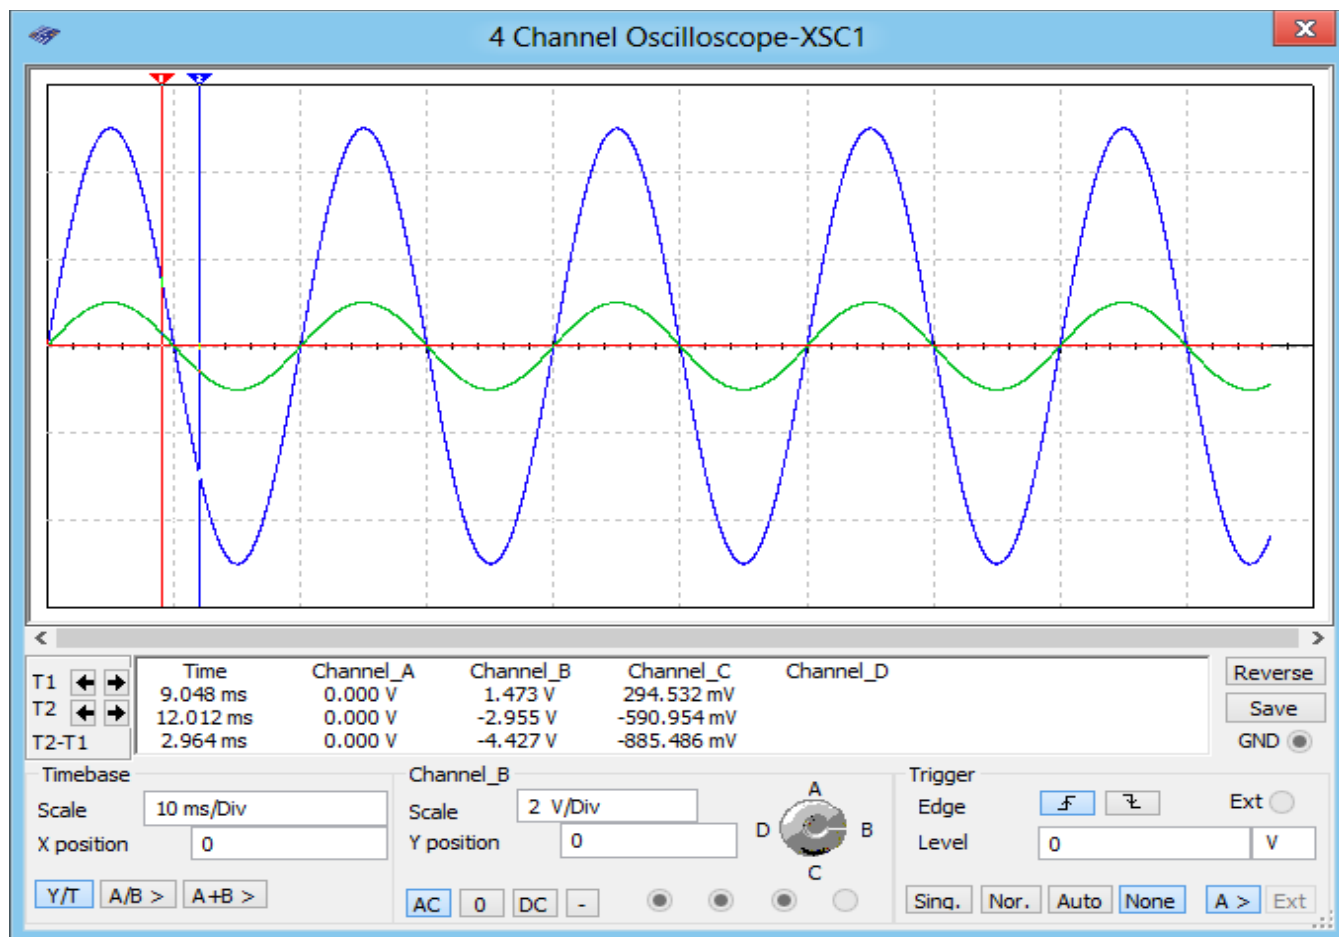 4 Channel Oscilloscope-XSC1
x
1 2
< >
Time Channel_A Channel_B Channel_C Channel_D
T1 9.048 ms 0.000 V 1.473 V 294.532 mV
T2 12.012 ms 0.000 V -2.955 V -590.954 mV
T2-T1 2.964 ms 0.000 V -4.427 V -885.486 mV
Reverse
Save
GND
Timebase Channel_B Trigger
Scale 10 ms/Div Scale 2 V/Div A Edge Ext
X position 0 Y position 0 D B Level 0 V
C
Y/T A/B > A+B > AC 0 DC - Sing. Nor. Auto None A > Ext